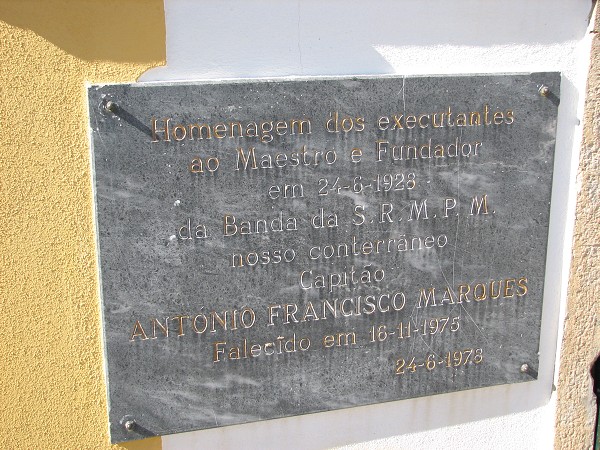 Homenagem dos executantes
ao Maestro e Fundador
em 24-6-1928
da Banda da S.R.M.P.M.
nosso conterrâneo
Capitão
ANTÓNIO FRANCISCO MARQUES
Falecido em 16-11-1975
24-6-1978